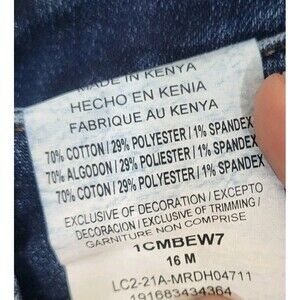 MADE IN KENYA
HECHO EN KENIA
FABRIQUE AU KENYA
70% COTTON / 29% POLYESTER / 1% SPANDEX
70% ALGODON / 29% POLIESTER / 1% SPANDEX
70% COTON / 29% POLYESTER / 1% SPANDEX
EXCLUSIVE OF DECORATION / EXCEPTO
DECORACION / EXCLUSIVE OF TRIMMING /
GARNITURE NON COMPRISE
1CMBEW7
16 M
LC2-21A-MRDH04711
191683434364